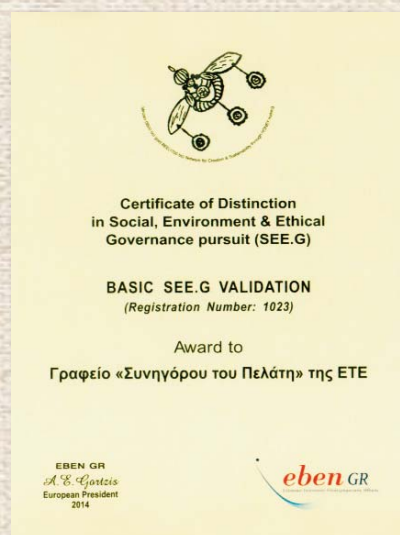 Certificate of Distinction
in Social, Environment & Ethical
Governance pursuit (SEE.G)
BASIC SEE.G VALIDATION
(Registration Number: 1023)
Award to
Γραφείο «Συνηγόρου του Πελάτη» της ΕΤΕ
EBEN GR
A.E. Gortzis
European President
2014
eben GR